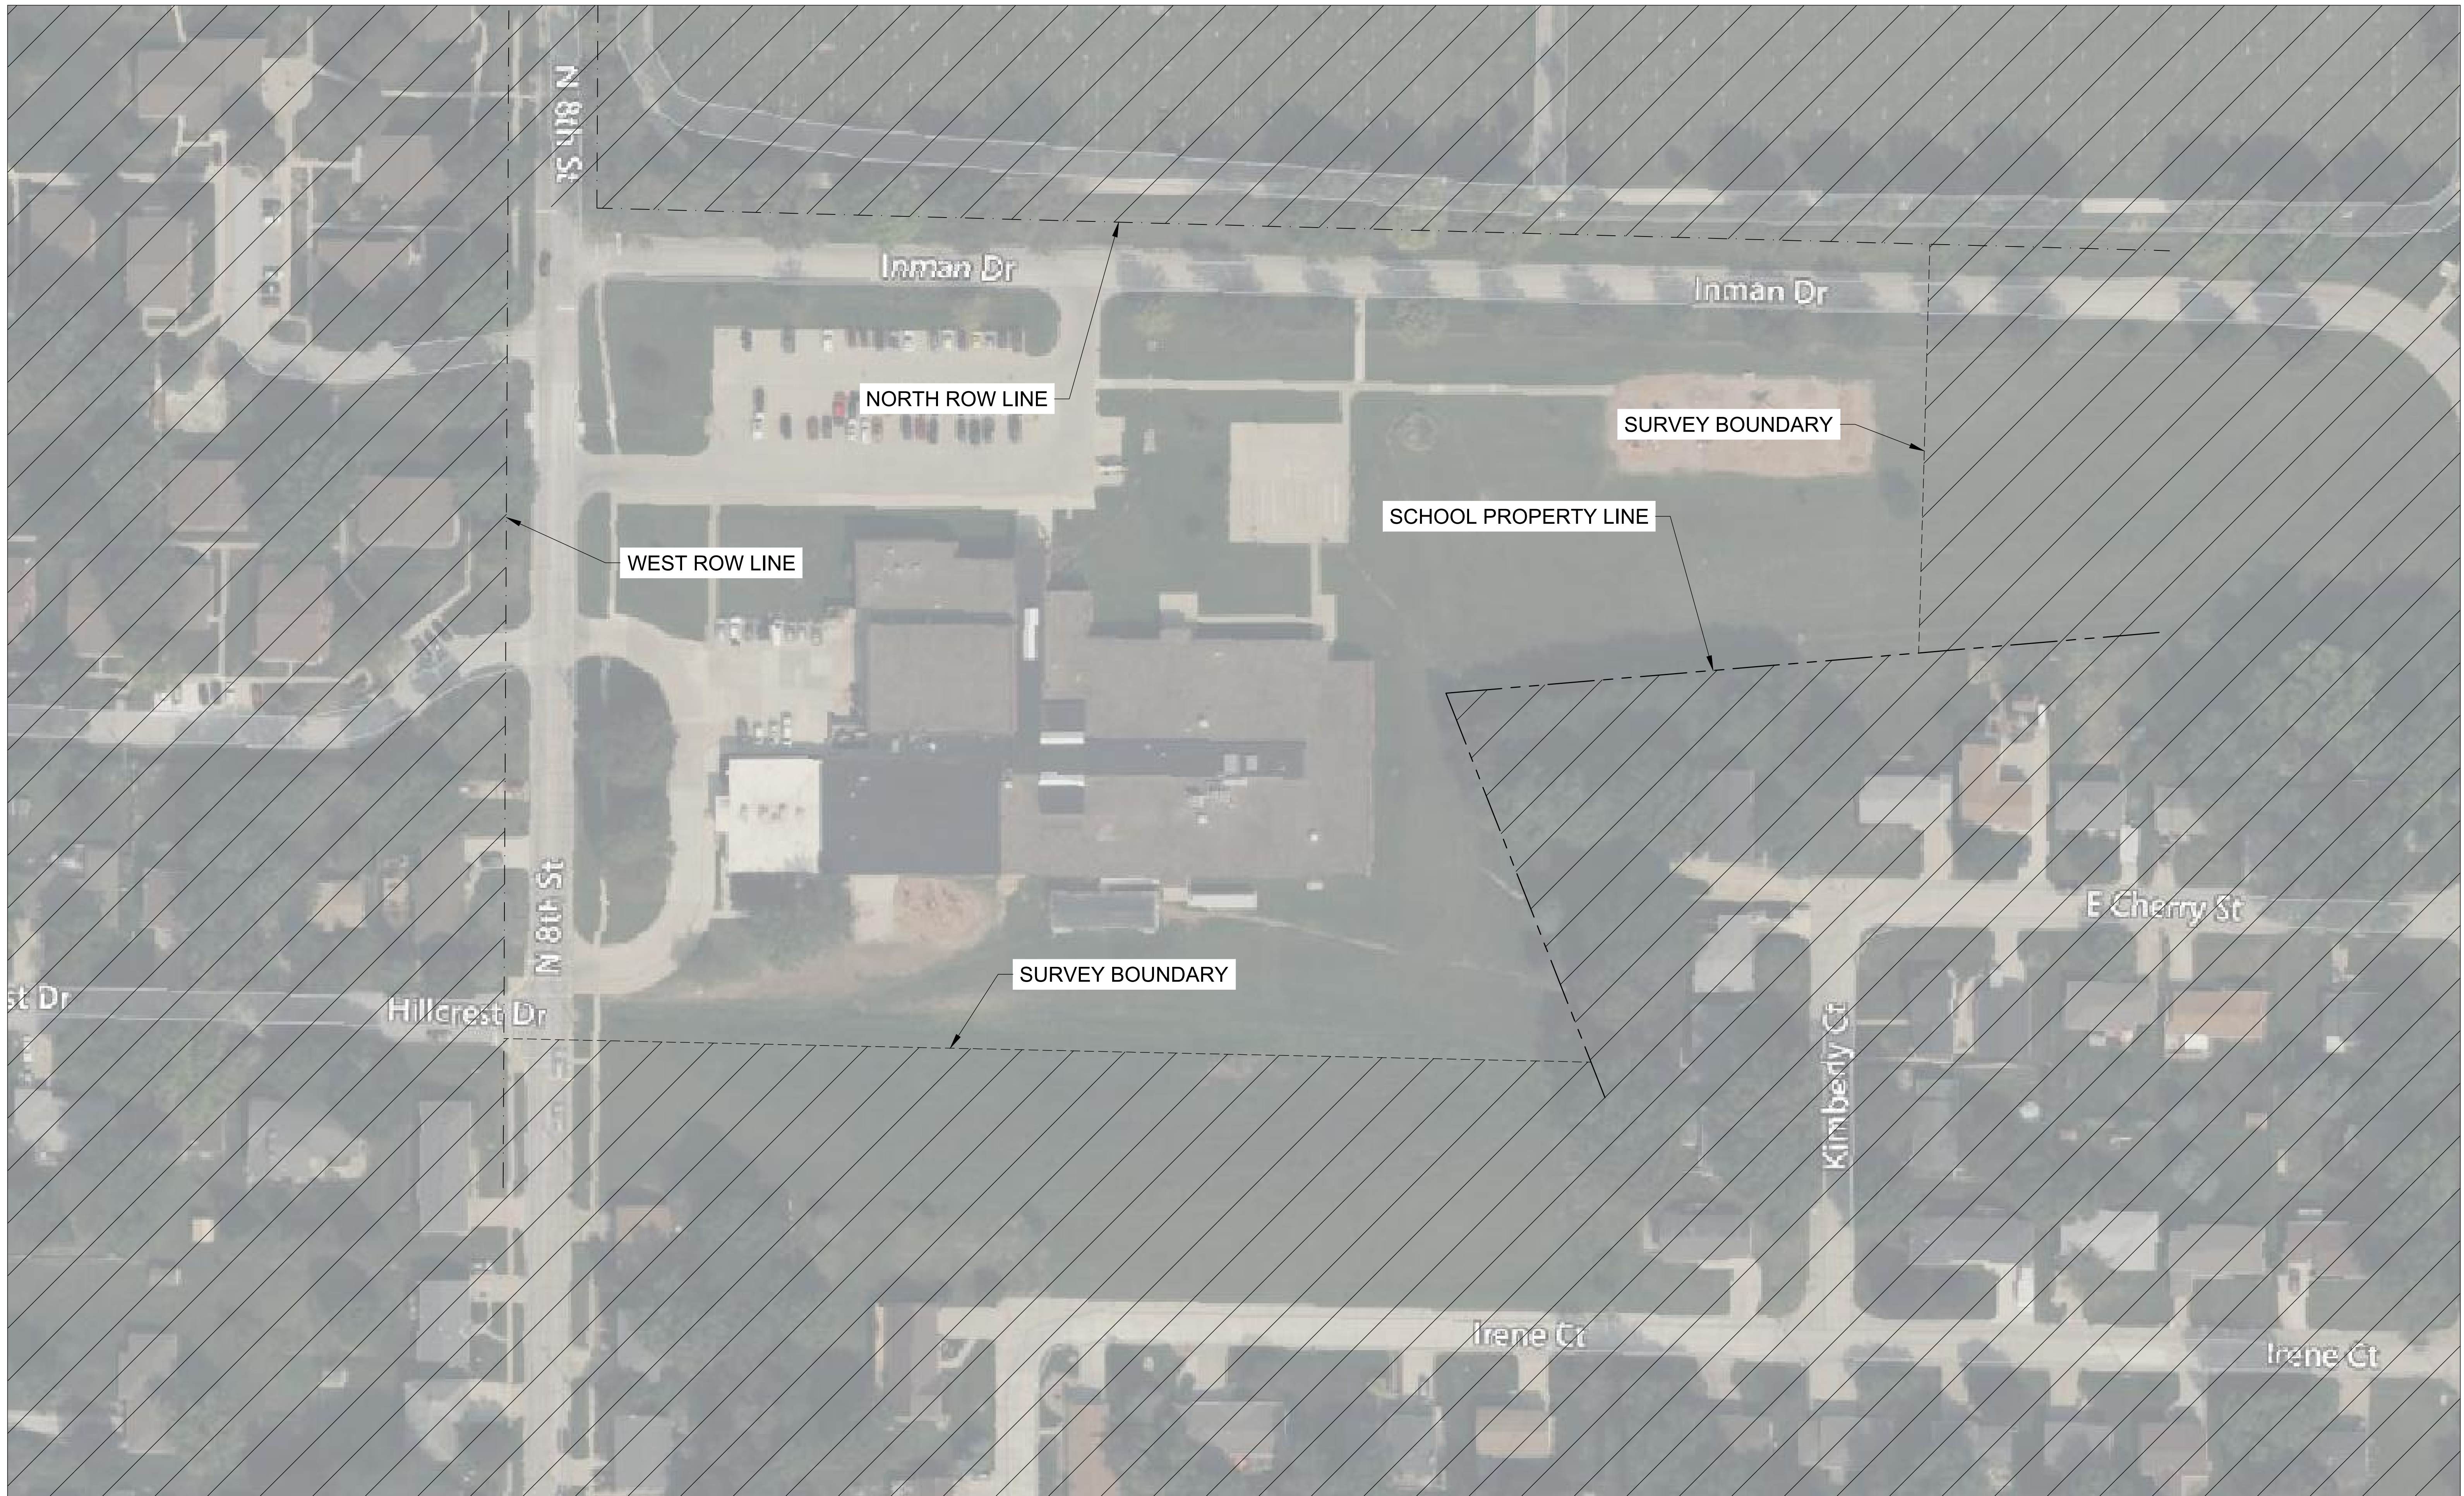 N 8th St
Inman Dr
Inman Dr
NORTH ROW LINE
SURVEY BOUNDARY
SCHOOL PROPERTY LINE
WEST ROW LINE
N 8th St
E Cherry St
SURVEY BOUNDARY
st Dr
Hillcrest Dr
Kimberly Ct
Irene Ct
Irene Ct